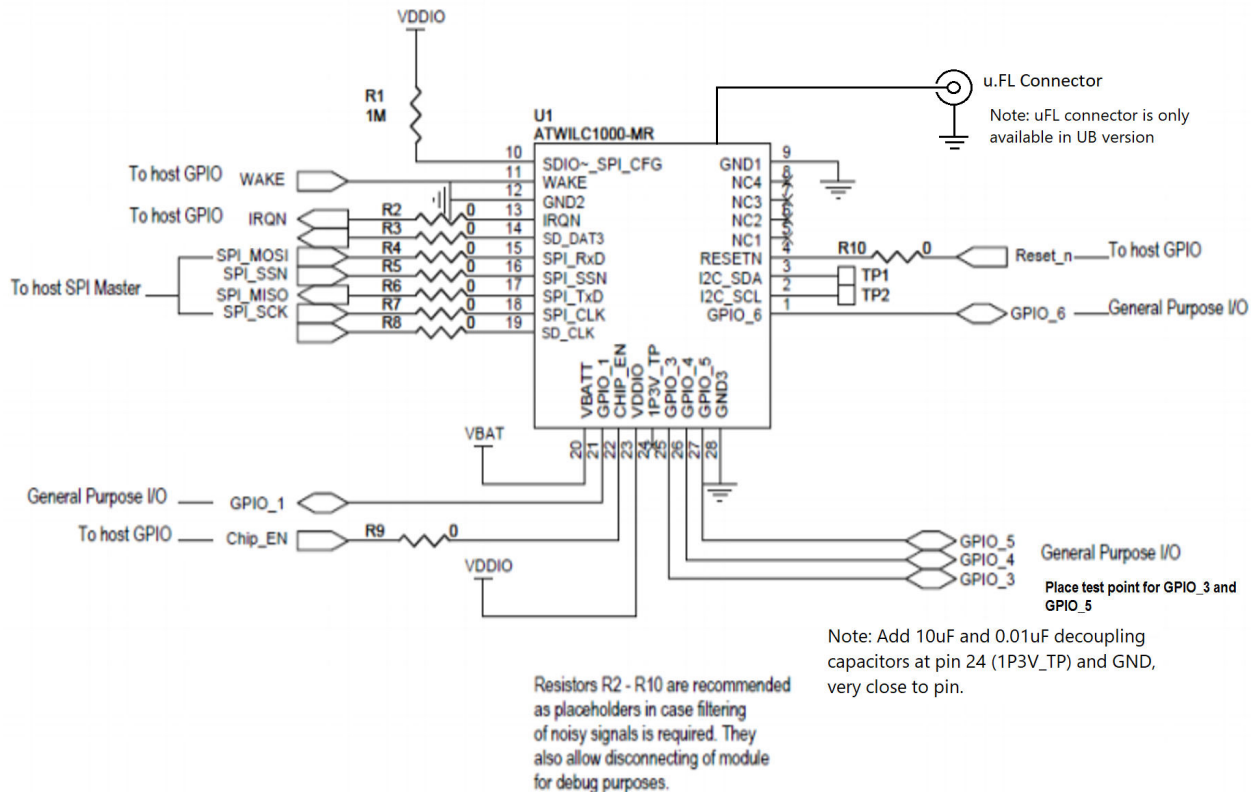 VDDIO
R1
1M
U1
ATWILC1000-MR
u.FL Connector
Note: uFL connector is only
available in UB version
To host GPIO WAKE
To host GPIO IRQN
SPI_MOSI
SPI_SSN
To host SPI Master
SPI_MISO
SPI_SCK
R2 0
R3 0
R4 0
R5 0
R6 0
R7 0
R8 0
10 SDIO~_SPI_CFG
11 WAKE
12 GND2
13 IRQN
14 SD_DAT3
15 SPI_RxD
16 SPI_SSN
17 SPI_TxD
18 SPI_CLK
19 SD_CLK
GND1 9
NC4 8
NC3 7
NC2 6
NC1 5
RESETN 4
I2C_SDA 3
I2C_SCL 2
GPIO_6 1
R10 0
Reset_n To host GPIO
TP1
TP2
GPIO_6 General Purpose I/O
VBATT
GPIO_1
CHIP_EN
VDDIO
1P3V_TP
GPIO_3
GPIO_4
GPIO_5
GND3
20
21
22
23
24
25
26
27
28
VBAT
General Purpose I/O GPIO_1
To host GPIO Chip_EN
R9 0
VDDIO
GPIO_5
GPIO_4
GPIO_3
General Purpose I/O
Place test point for GPIO_3 and
GPIO_5
Note: Add 10uF and 0.01uF decoupling
capacitors at pin 24 (1P3V_TP) and GND,
very close to pin.
Resistors R2 - R10 are recommended
as placeholders in case filtering
of noisy signals is required. They
also allow disconnecting of module
for debug purposes.